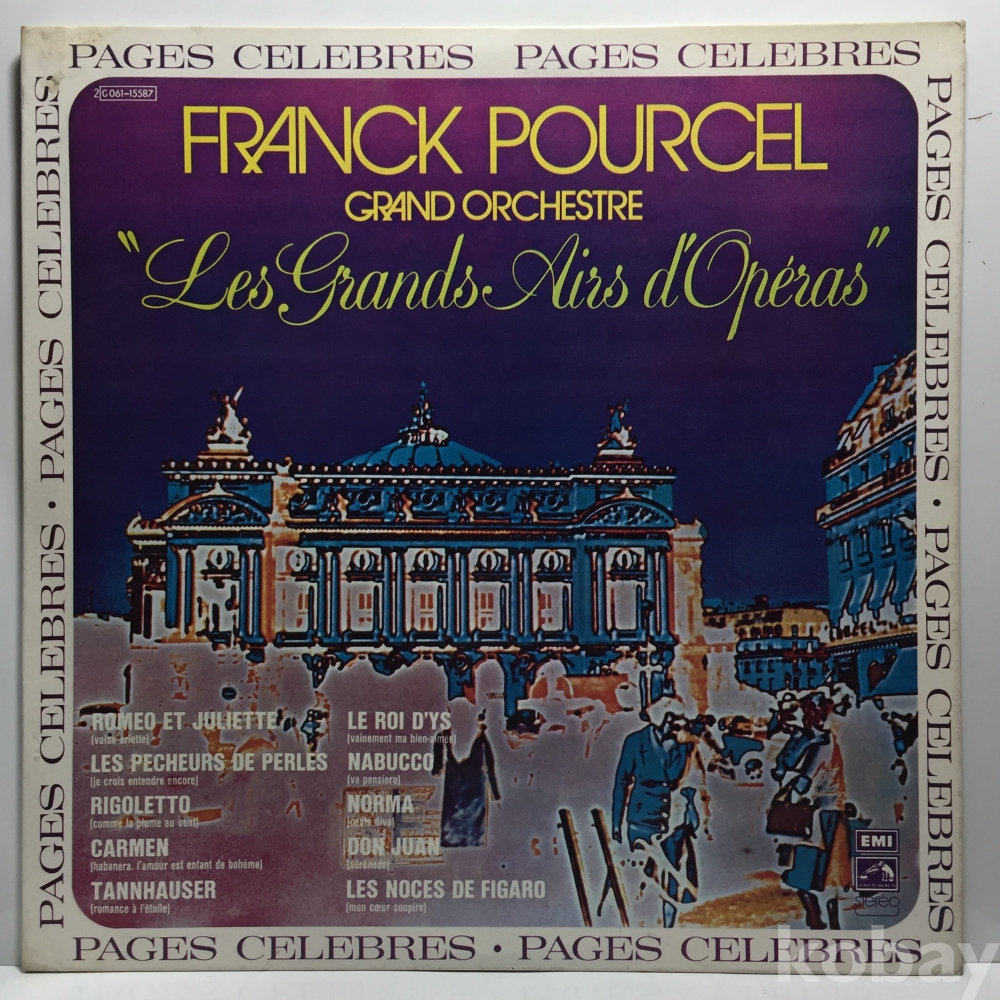 PAGES CELEBRES PAGES CELEBRES
PAGES CELEBRES · PAGES CELEBRES
PAGES CELEBRES · PAGES CELEBRES
2C 061-15587
FRANCK POURCEL
GRAND ORCHESTRE
"Les Grands Airs d'Opéras"
ROMEO ET JULIETTE
(valse-ariette)
LES PECHEURS DE PERLES
(je crois entendre encore)
RIGOLETTO
(comme la plume au vent)
CARMEN
(habanera, l'amour est enfant de bohème)
TANNHAUSER
(romance à l'étoile)
LE ROI D'YS
(vainement ma bien-aimée)
NABUCCO
(va pensiero)
NORMA
(casta diva)
DON JUAN
(sérénade)
LES NOCES DE FIGARO
(mon cœur soupire)
EMI
stereo
PAGES CELEBRES · PAGES CELEBRES
kobay